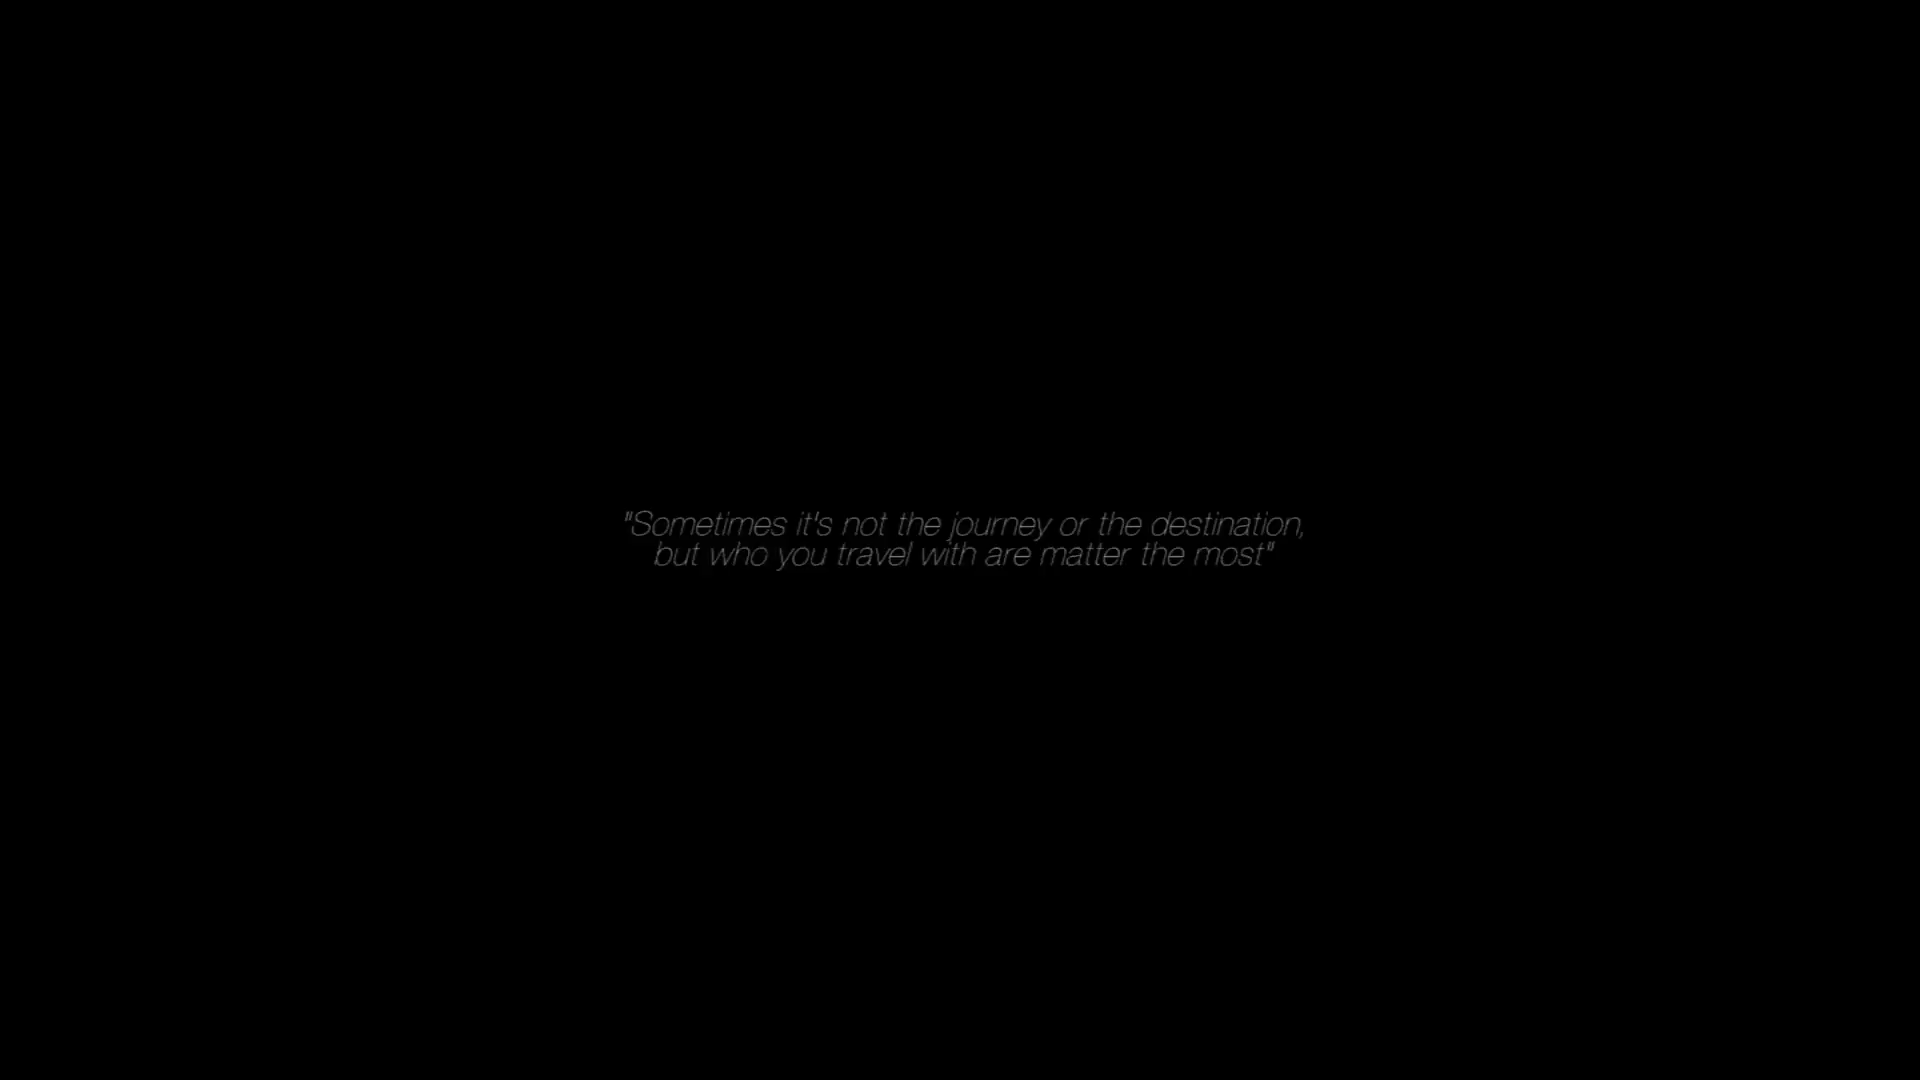 "Sometimes it's not the journey or the destination,
but who you travel with are matter the most"